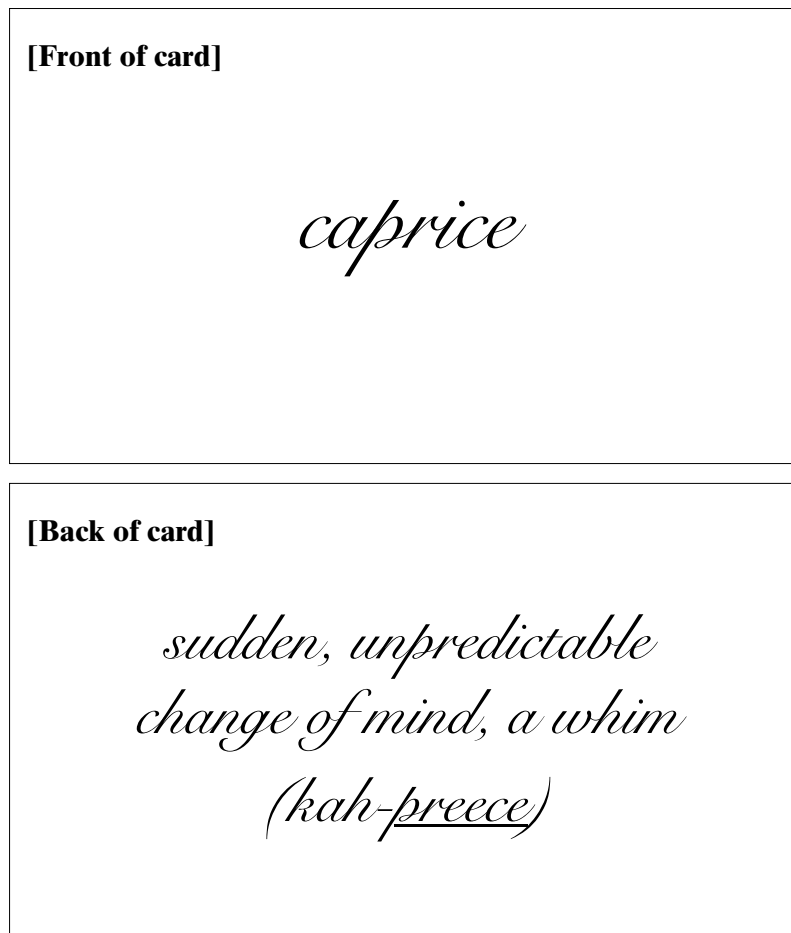 [Front of card]
caprice
[Back of card]
sudden, unpredictable
change of mind, a whim
(kah-preece)